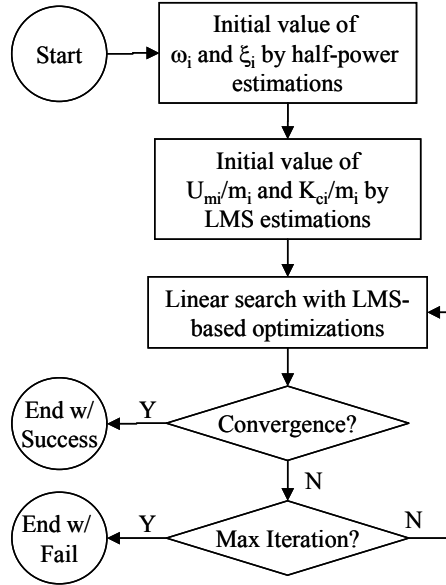 Start
Initial value of
ωᵢ and ξᵢ by half-power
estimations
Initial value of
Uₘᵢ/mᵢ and K_ci/mᵢ by
LMS estimations
Linear search with LMS-
based optimizations
Convergence?
Y
End w/
Success
N
Max Iteration?
Y
N
End w/
Fail